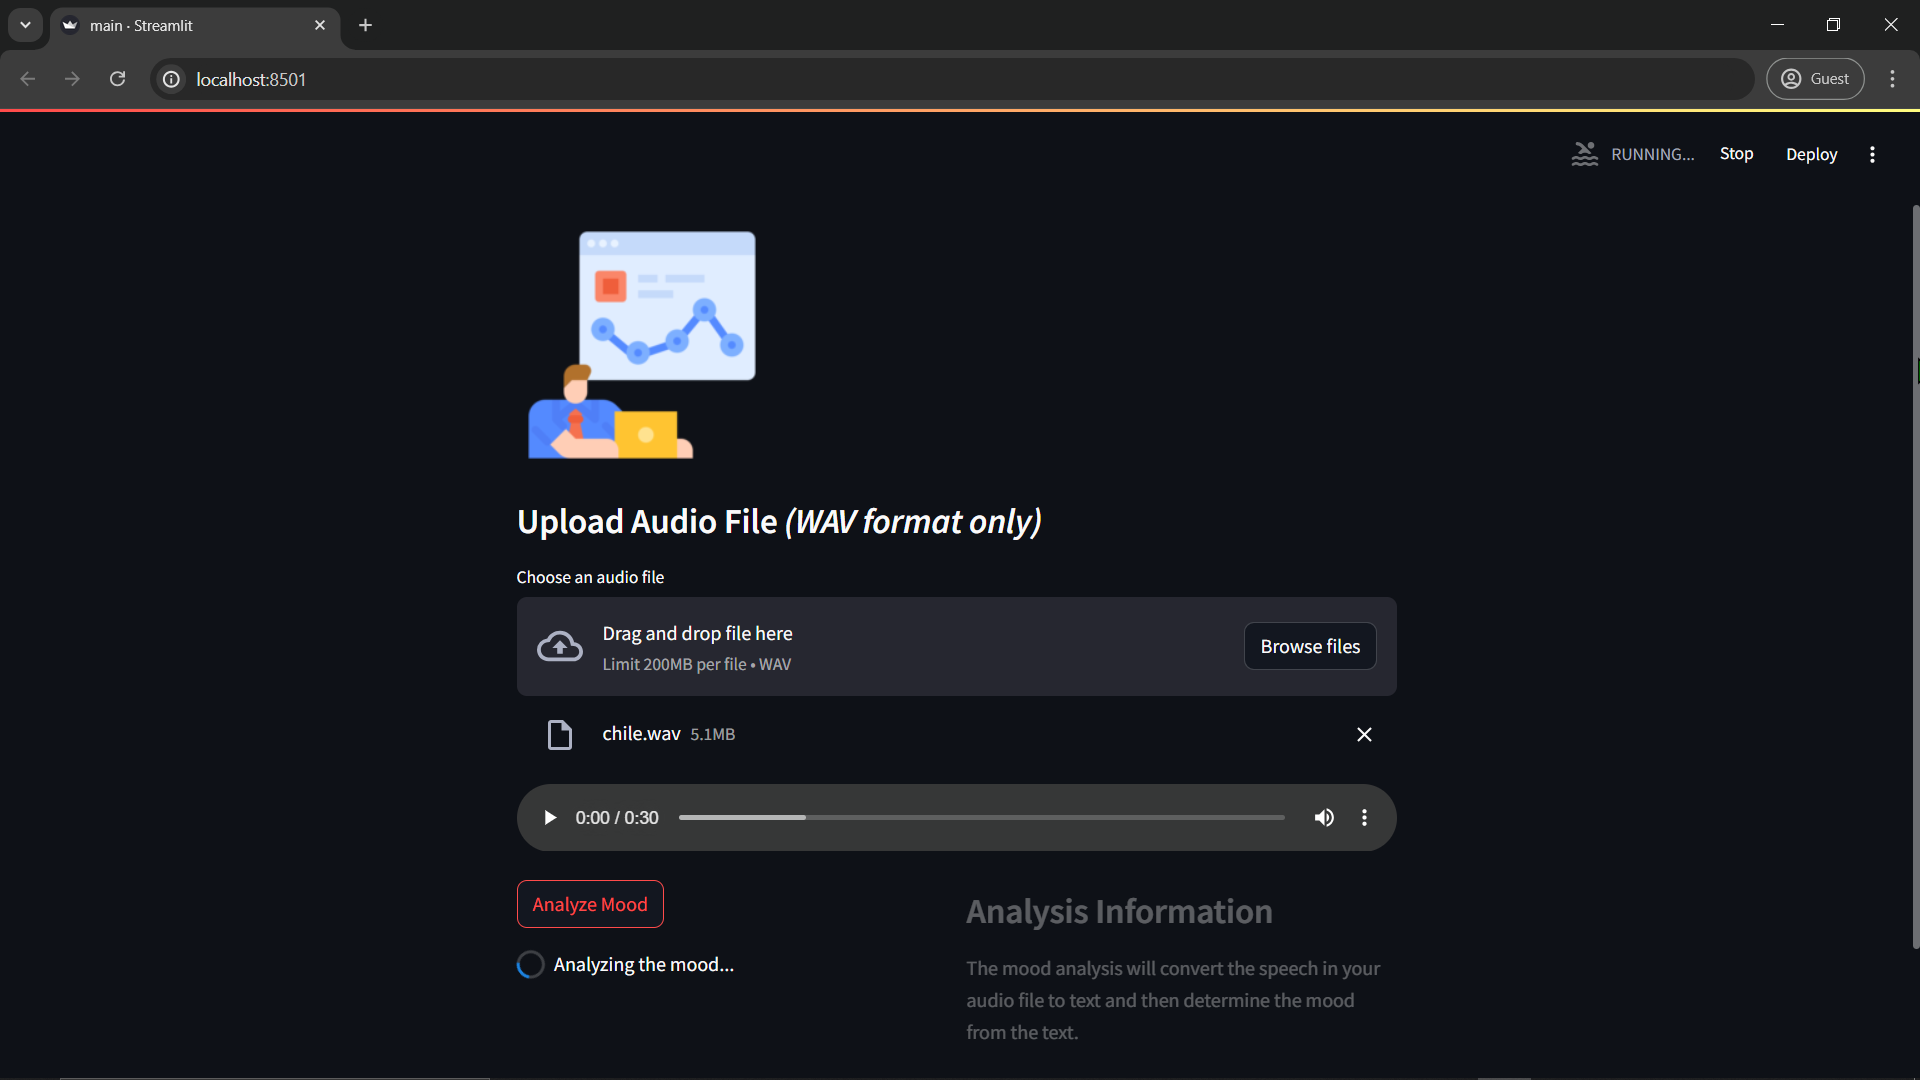 main · Streamlit
localhost:8501
Guest
RUNNING...
Stop
Deploy
Upload Audio File (WAV format only)
Choose an audio file
Drag and drop file here
Limit 200MB per file • WAV
Browse files
chile.wav 5.1MB
0:00 / 0:30
Analyze Mood
Analyzing the mood...
Analysis Information
The mood analysis will convert the speech in your
audio file to text and then determine the mood
from the text.